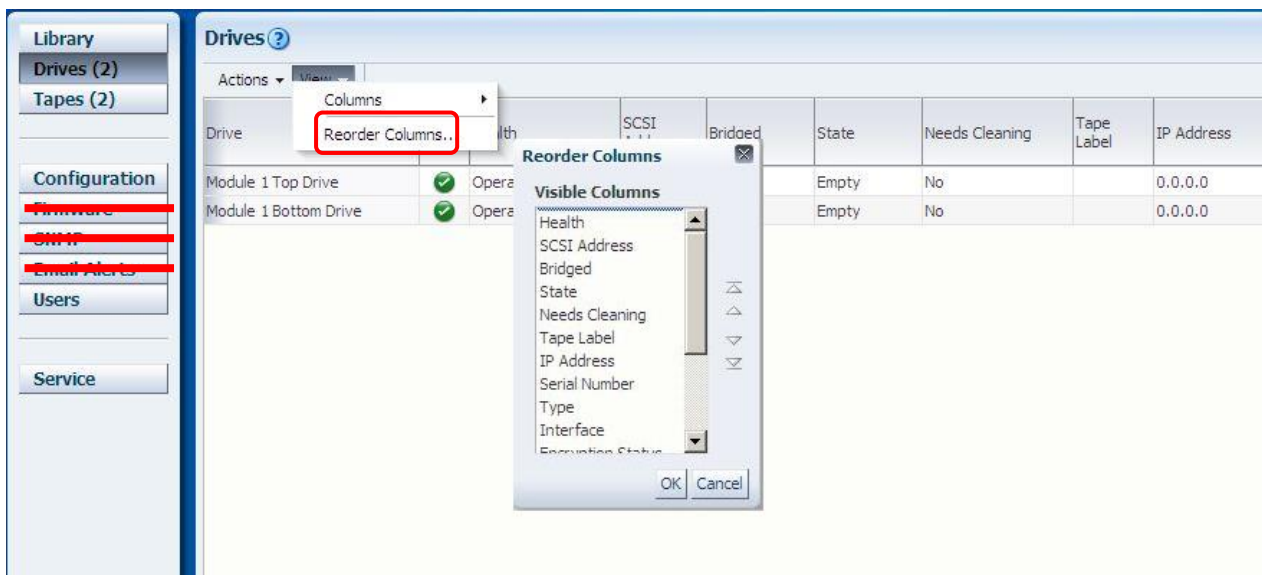 Library
Drives (2)
Tapes (2)
Configuration
Users
Service
Drives
Actions View
Columns
Reorder Columns..
Drive SCSI Bridged State Needs Cleaning Tape Label IP Address
Module 1 Top Drive Empty No 0.0.0.0
Module 1 Bottom Drive Empty No 0.0.0.0
Reorder Columns
Visible Columns
Health
SCSI Address
Bridged
State
Needs Cleaning
Tape Label
IP Address
Serial Number
Type
Interface
Encryption Status
OK Cancel